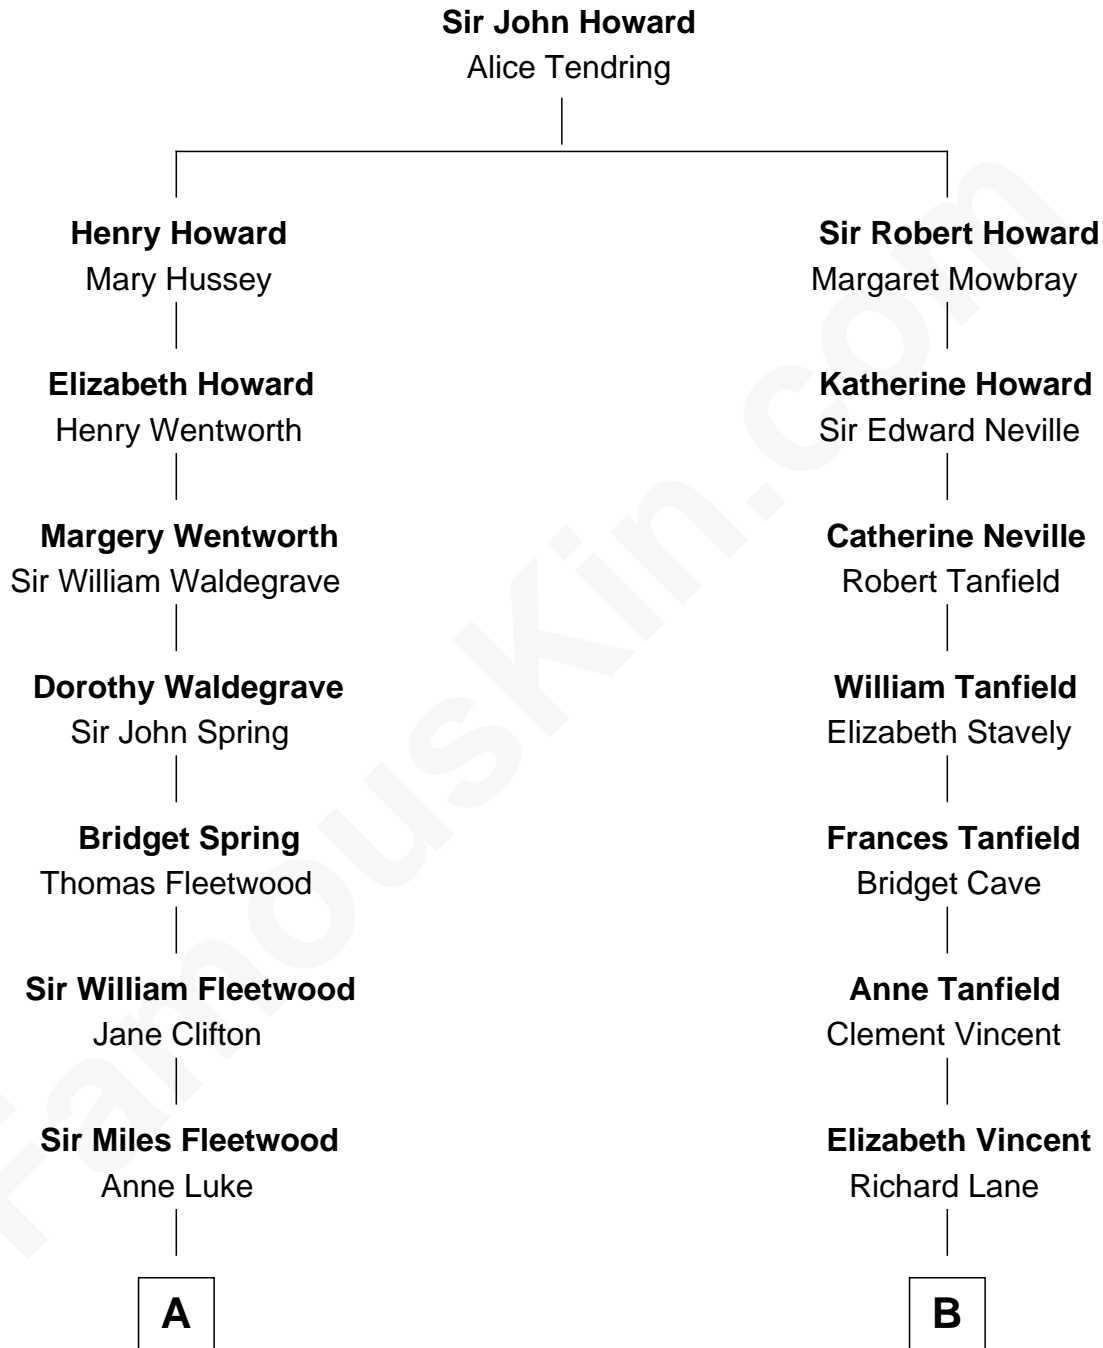 Sir John Howard
Alice Tendring
Henry Howard
Mary Hussey
Sir Robert Howard
Margaret Mowbray
Elizabeth Howard
Henry Wentworth
Katherine Howard
Sir Edward Neville
Margery Wentworth
Sir William Waldegrave
Catherine Neville
Robert Tanfield
Dorothy Waldegrave
Sir John Spring
William Tanfield
Elizabeth Stavely
Bridget Spring
Thomas Fleetwood
Frances Tanfield
Bridget Cave
Sir William Fleetwood
Jane Clifton
Anne Tanfield
Clement Vincent
Sir Miles Fleetwood
Anne Luke
Elizabeth Vincent
Richard Lane
A
B
FamousKin.com